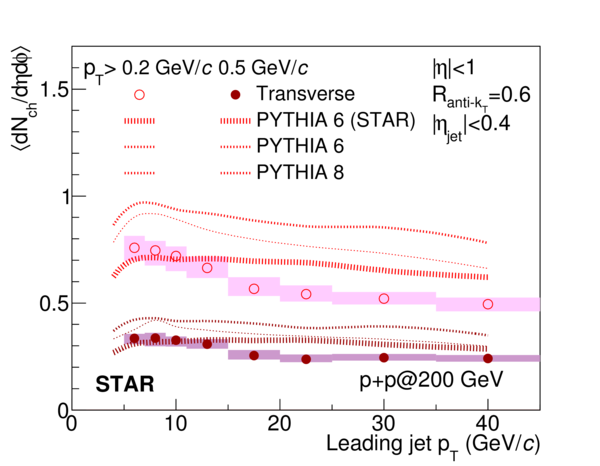 p_T> 0.2 GeV/c 0.5 GeV/c
Transverse
PYTHIA 6 (STAR)
PYTHIA 6
PYTHIA 8
|η|<1
R_anti-k_T=0.6
|η_jet|<0.4
⟨dN_ch/dηdϕ⟩
1.5
1
0.5
0
STAR
p+p@200 GeV
0 10 20 30 40
Leading jet p_T (GeV/c)